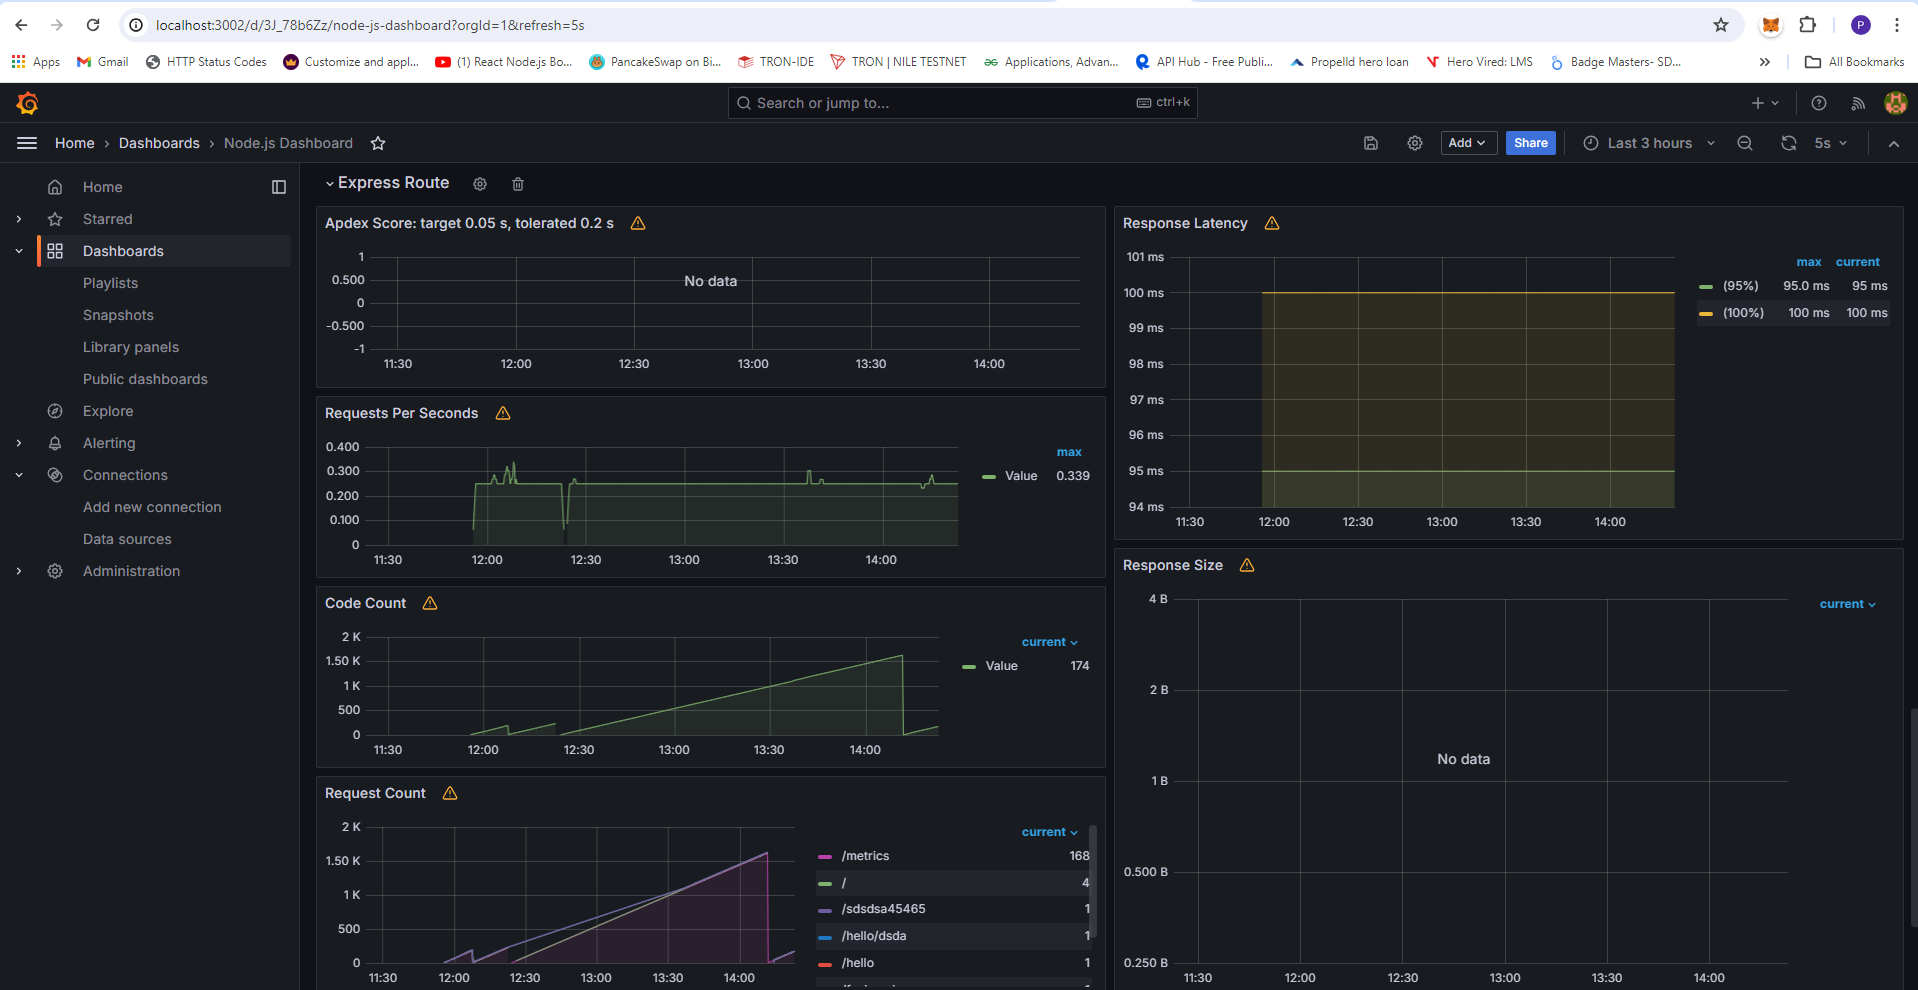 localhost:3002/d/3J_78b6Zz/node-js-dashboard?orgId=1&refresh=5s
P
Apps
Gmail
HTTP Status Codes
Customize and appl...
(1) React Node.js Bo...
PancakeSwap on Bi...
TRON-IDE
TRON | NILE TESTNET
Applications, Advan...
API Hub - Free Publi...
Propelld hero loan
Hero Vired: LMS
Badge Masters- SD...
All Bookmarks
Search or jump to...
ctrl+k
Home › Dashboards › Node.js Dashboard
Add
Share
Last 3 hours
5s
Home
Starred
Dashboards
Playlists
Snapshots
Library panels
Public dashboards
Explore
Alerting
Connections
Add new connection
Data sources
Administration
Express Route
Apdex Score: target 0.05 s, tolerated 0.2 s
1
0.500
0
-0.500
-1
No data
11:30 12:00 12:30 13:00 13:30 14:00
Requests Per Seconds
0.400
0.300
0.200
0.100
0
11:30 12:00 12:30 13:00 13:30 14:00
max
Value 0.339
Code Count
2 K
1.50 K
1 K
500
0
11:30 12:00 12:30 13:00 13:30 14:00
current
Value 174
Request Count
2 K
1.50 K
1 K
500
0
11:30 12:00 12:30 13:00 13:30 14:00
current
/metrics 168
/ 4
/sdsdsa45465 1
/hello/dsda 1
/hello 1
Response Latency
101 ms
100 ms
99 ms
98 ms
97 ms
96 ms
95 ms
94 ms
11:30 12:00 12:30 13:00 13:30 14:00
max current
(95%) 95.0 ms 95 ms
(100%) 100 ms 100 ms
Response Size
4 B
2 B
1 B
0.500 B
0.250 B
No data
11:30 12:00 12:30 13:00 13:30 14:00
current